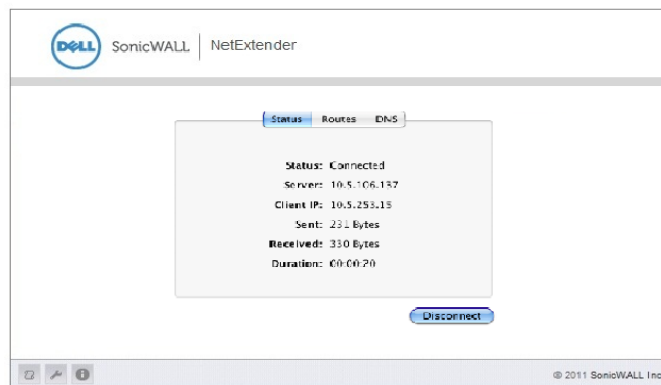 DELL SonicWALL | NetExtender
Status Routes DNS
Status: Connected
Server: 10.5.106.137
Client IP: 10.5.253.15
Sent: 231 Bytes
Received: 330 Bytes
Duration: 00:00:20
Disconnect
© 2011 SonicWALL Inc